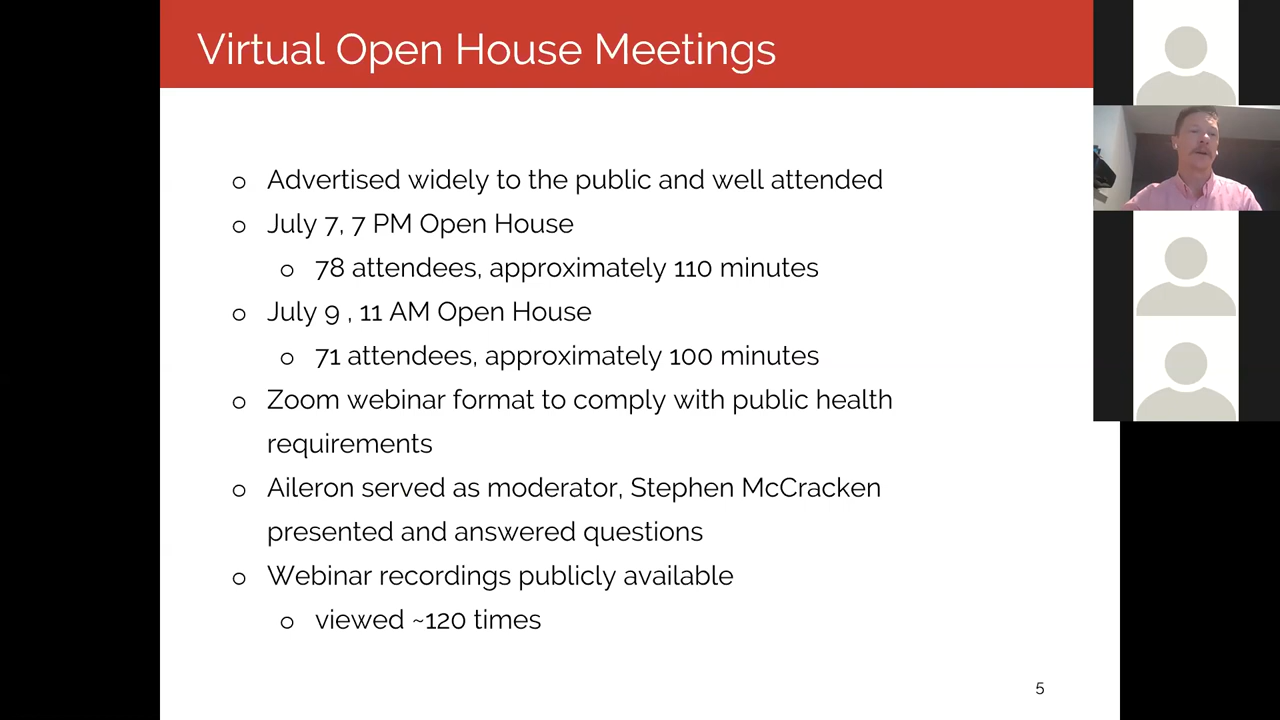 Virtual Open House Meetings
o Advertised widely to the public and well attended
o July 7, 7 PM Open House
o 78 attendees, approximately 110 minutes
o July 9 , 11 AM Open House
o 71 attendees, approximately 100 minutes
o Zoom webinar format to comply with public health
requirements
o Aileron served as moderator, Stephen McCracken
presented and answered questions
o Webinar recordings publicly available
o viewed ~120 times
5